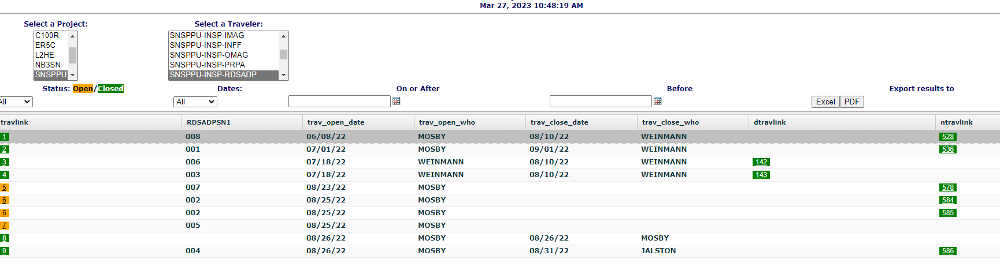 Mar 27, 2023 10:48:19 AM
Select a Project: Select a Traveler:
C100R SNSPPU-INSP-IMAG
ER5C SNSPPU-INSP-INFF
L2HE SNSPPU-INSP-OMAG
NB3SN SNSPPU-INSP-PRPA
SNSPPU SNSPPU-INSP-RDSADP
Status: Open/Closed Dates: On or After Before Export results to
All All Excel PDF
travlink RDSADPSN1 trav_open_date trav_open_who trav_close_date trav_close_who dtravlink ntravlink
1 008 06/08/22 MOSBY 08/10/22 WEINMANN 528
2 001 07/01/22 MOSBY 09/01/22 WEINMANN 536
3 006 07/18/22 WEINMANN 08/10/22 WEINMANN 142
4 003 07/18/22 WEINMANN 08/10/22 WEINMANN 143
5 007 08/23/22 MOSBY 578
6 002 08/25/22 MOSBY 584
6 002 08/25/22 MOSBY 585
7 005 08/25/22 MOSBY
8 08/26/22 MOSBY 08/26/22 MOSBY
9 004 08/26/22 MOSBY 08/31/22 JALSTON 586